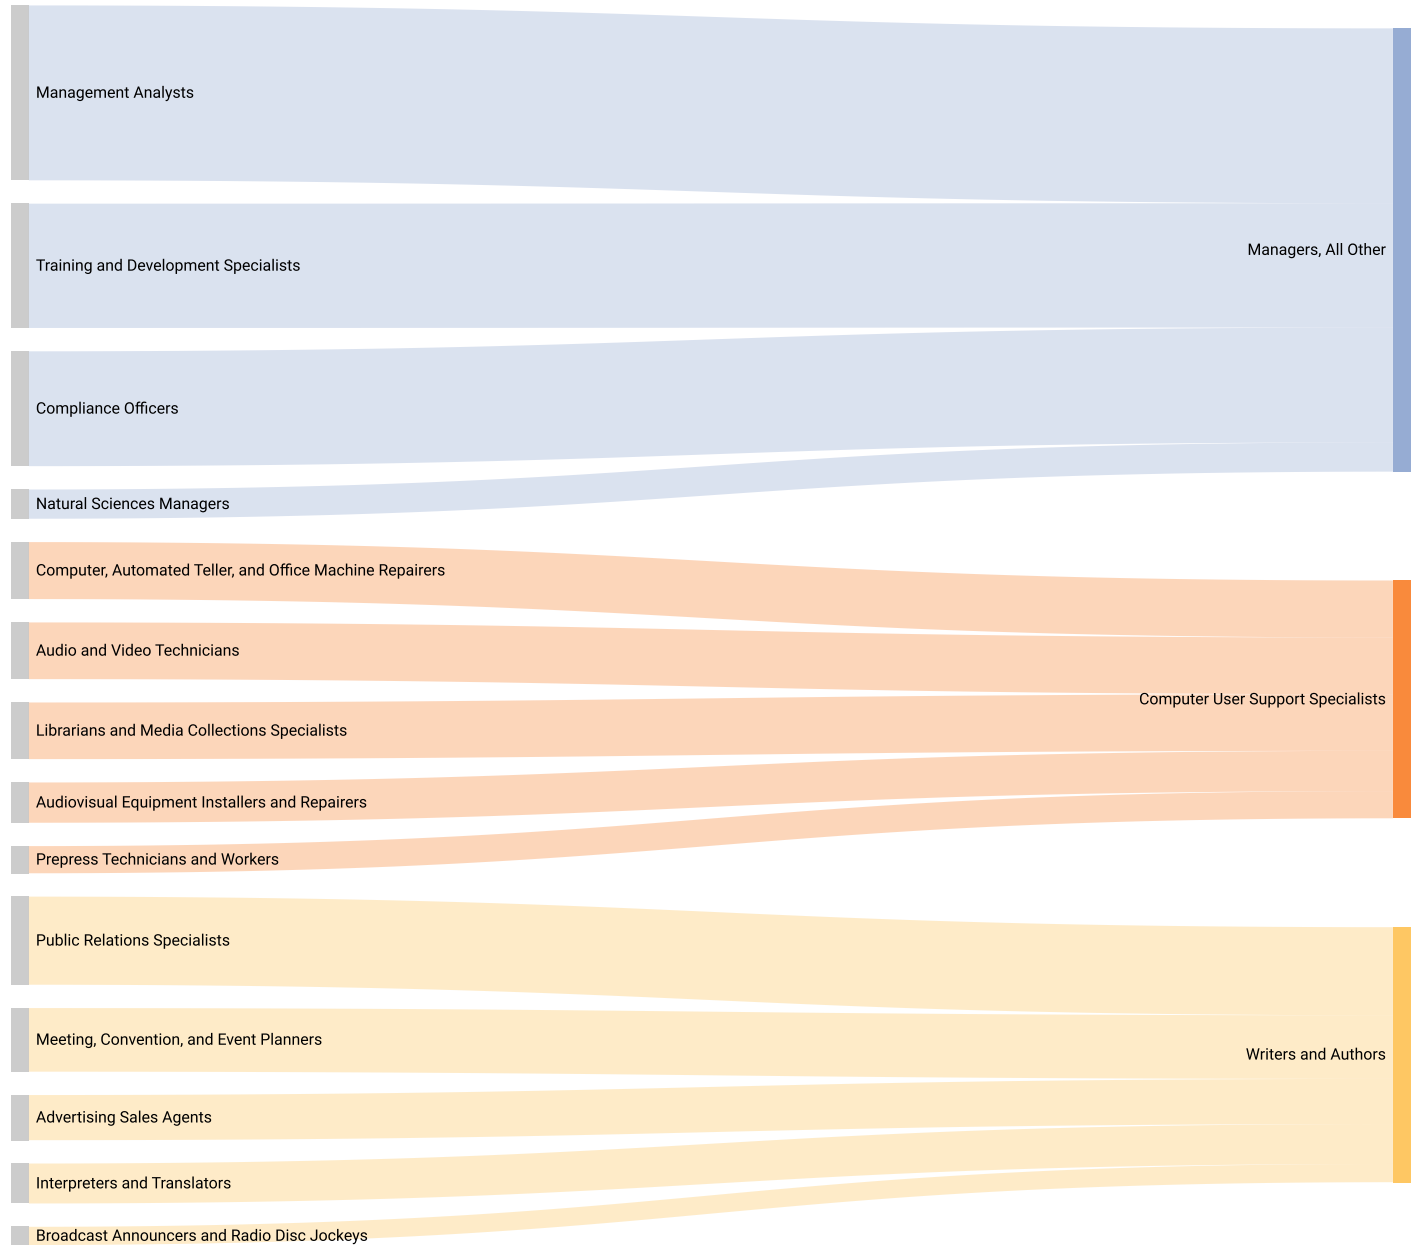 Management Analysts
Training and Development Specialists
Managers, All Other
Compliance Officers
Natural Sciences Managers
Computer, Automated Teller, and Office Machine Repairers
Audio and Video Technicians
Computer User Support Specialists
Librarians and Media Collections Specialists
Audiovisual Equipment Installers and Repairers
Prepress Technicians and Workers
Public Relations Specialists
Meeting, Convention, and Event Planners
Writers and Authors
Advertising Sales Agents
Interpreters and Translators
Broadcast Announcers and Radio Disc Jockeys